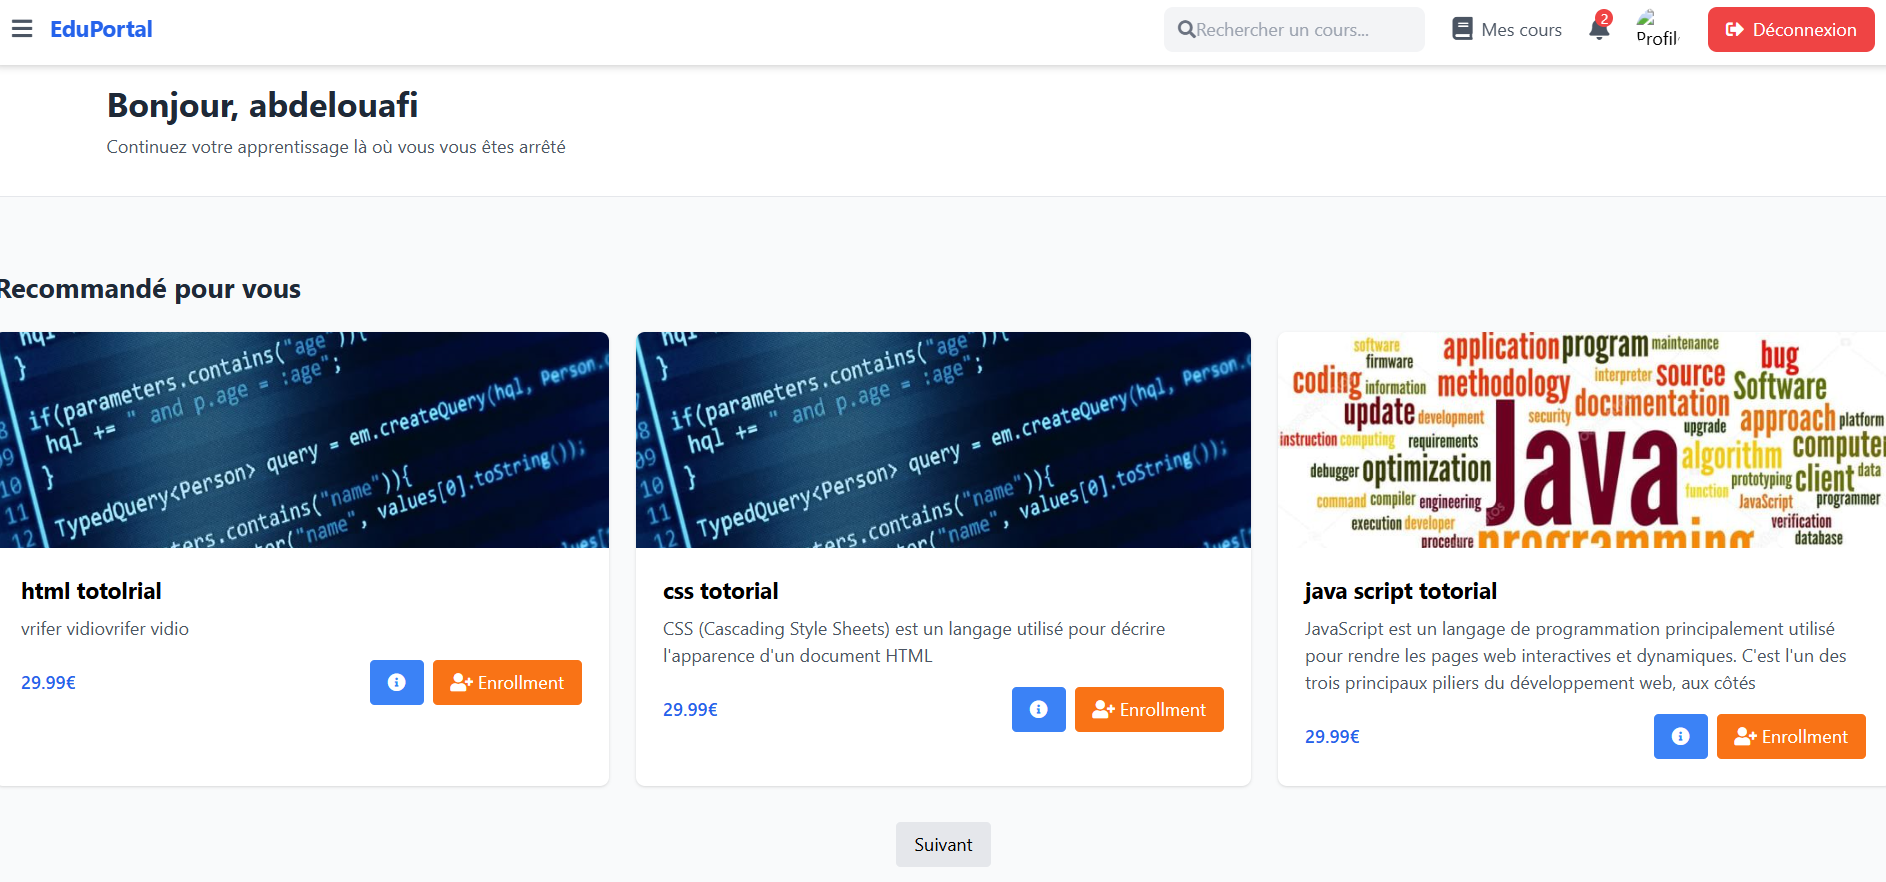 EduPortal
Rechercher un cours...
Mes cours
2
Profil
Déconnexion
Bonjour, abdelouafi
Continuez votre apprentissage là où vous vous êtes arrêté
Recommandé pour vous
hql
}
if(parameters.contains("age")){
hql += " and p.age = :age";
}
TypedQuery<Person> query = em.createQuery(hql, Person.
.contains("name")){
"name", values[0].toString());
html totolrial
vrifer vidiovrifer vidio
29.99€
Enrollment
hql
}
parameters.contains("age")){
if(parameters.contains("age")){
hql += " and p.age = :age";
}
TypedQuery<Person> query = em.createQuery(hql, Person.
.contains("name")){
"name", values[0].toString());
css totorial
CSS (Cascading Style Sheets) est un langage utilisé pour décrire
l'apparence d'un document HTML
29.99€
Enrollment
software
firmware
application
program
maintenance
bug
coding
information
methodology
interpreter
source
Software
update
development
security
documentation
upgrade
approach
platform
instruction
computing
requirements
Java
algorithm
computer
debugger
optimization
prototyping
client
data
command
compiler
engineering
function
JavaScript
programmer
execution
developer
verification
procedure
programming
database
java script totorial
JavaScript est un langage de programmation principalement utilisé
pour rendre les pages web interactives et dynamiques. C'est l'un des
trois principaux piliers du développement web, aux côtés
29.99€
Enrollment
Suivant